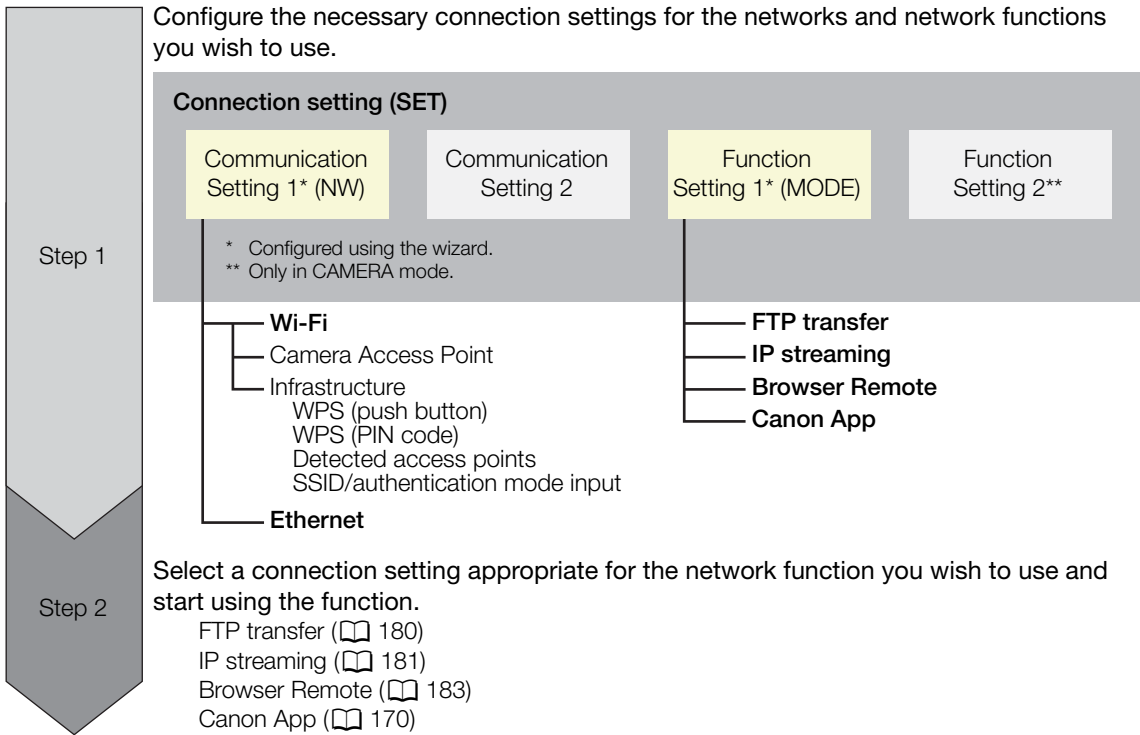 Configure the necessary connection settings for the networks and network functions
you wish to use.
Step 1
Connection setting (SET)
Communication
Setting 1* (NW)
Communication
Setting 2
Function
Setting 1* (MODE)
Function
Setting 2**
* Configured using the wizard.
** Only in CAMERA mode.
Wi-Fi
Camera Access Point
Infrastructure
WPS (push button)
WPS (PIN code)
Detected access points
SSID/authentication mode input
Ethernet
FTP transfer
IP streaming
Browser Remote
Canon App
Step 2
Select a connection setting appropriate for the network function you wish to use and
start using the function.
FTP transfer (📖 180)
IP streaming (📖 181)
Browser Remote (📖 183)
Canon App (📖 170)